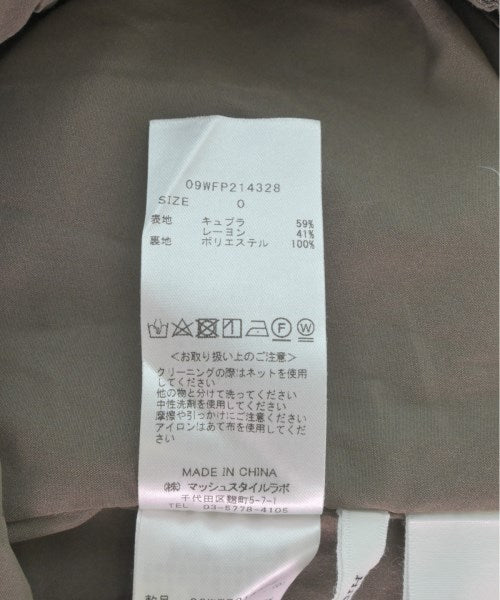 09WFP214328
SIZE 0
表地 キュプラ 59%
レーヨン 41%
裏地 ポリエステル 100%
<お取り扱い上のご注意>
クリーニングの際はネットを使用
してください
他の物と分けて洗ってください
中性洗剤を使用してください
摩擦や引っかけにご注意ください
アイロンはあて布を使用してくだ
さい
MADE IN CHINA
㈱ マッシュスタイルラボ
千代田区麹町5-7-1
TEL 03-5778-4105